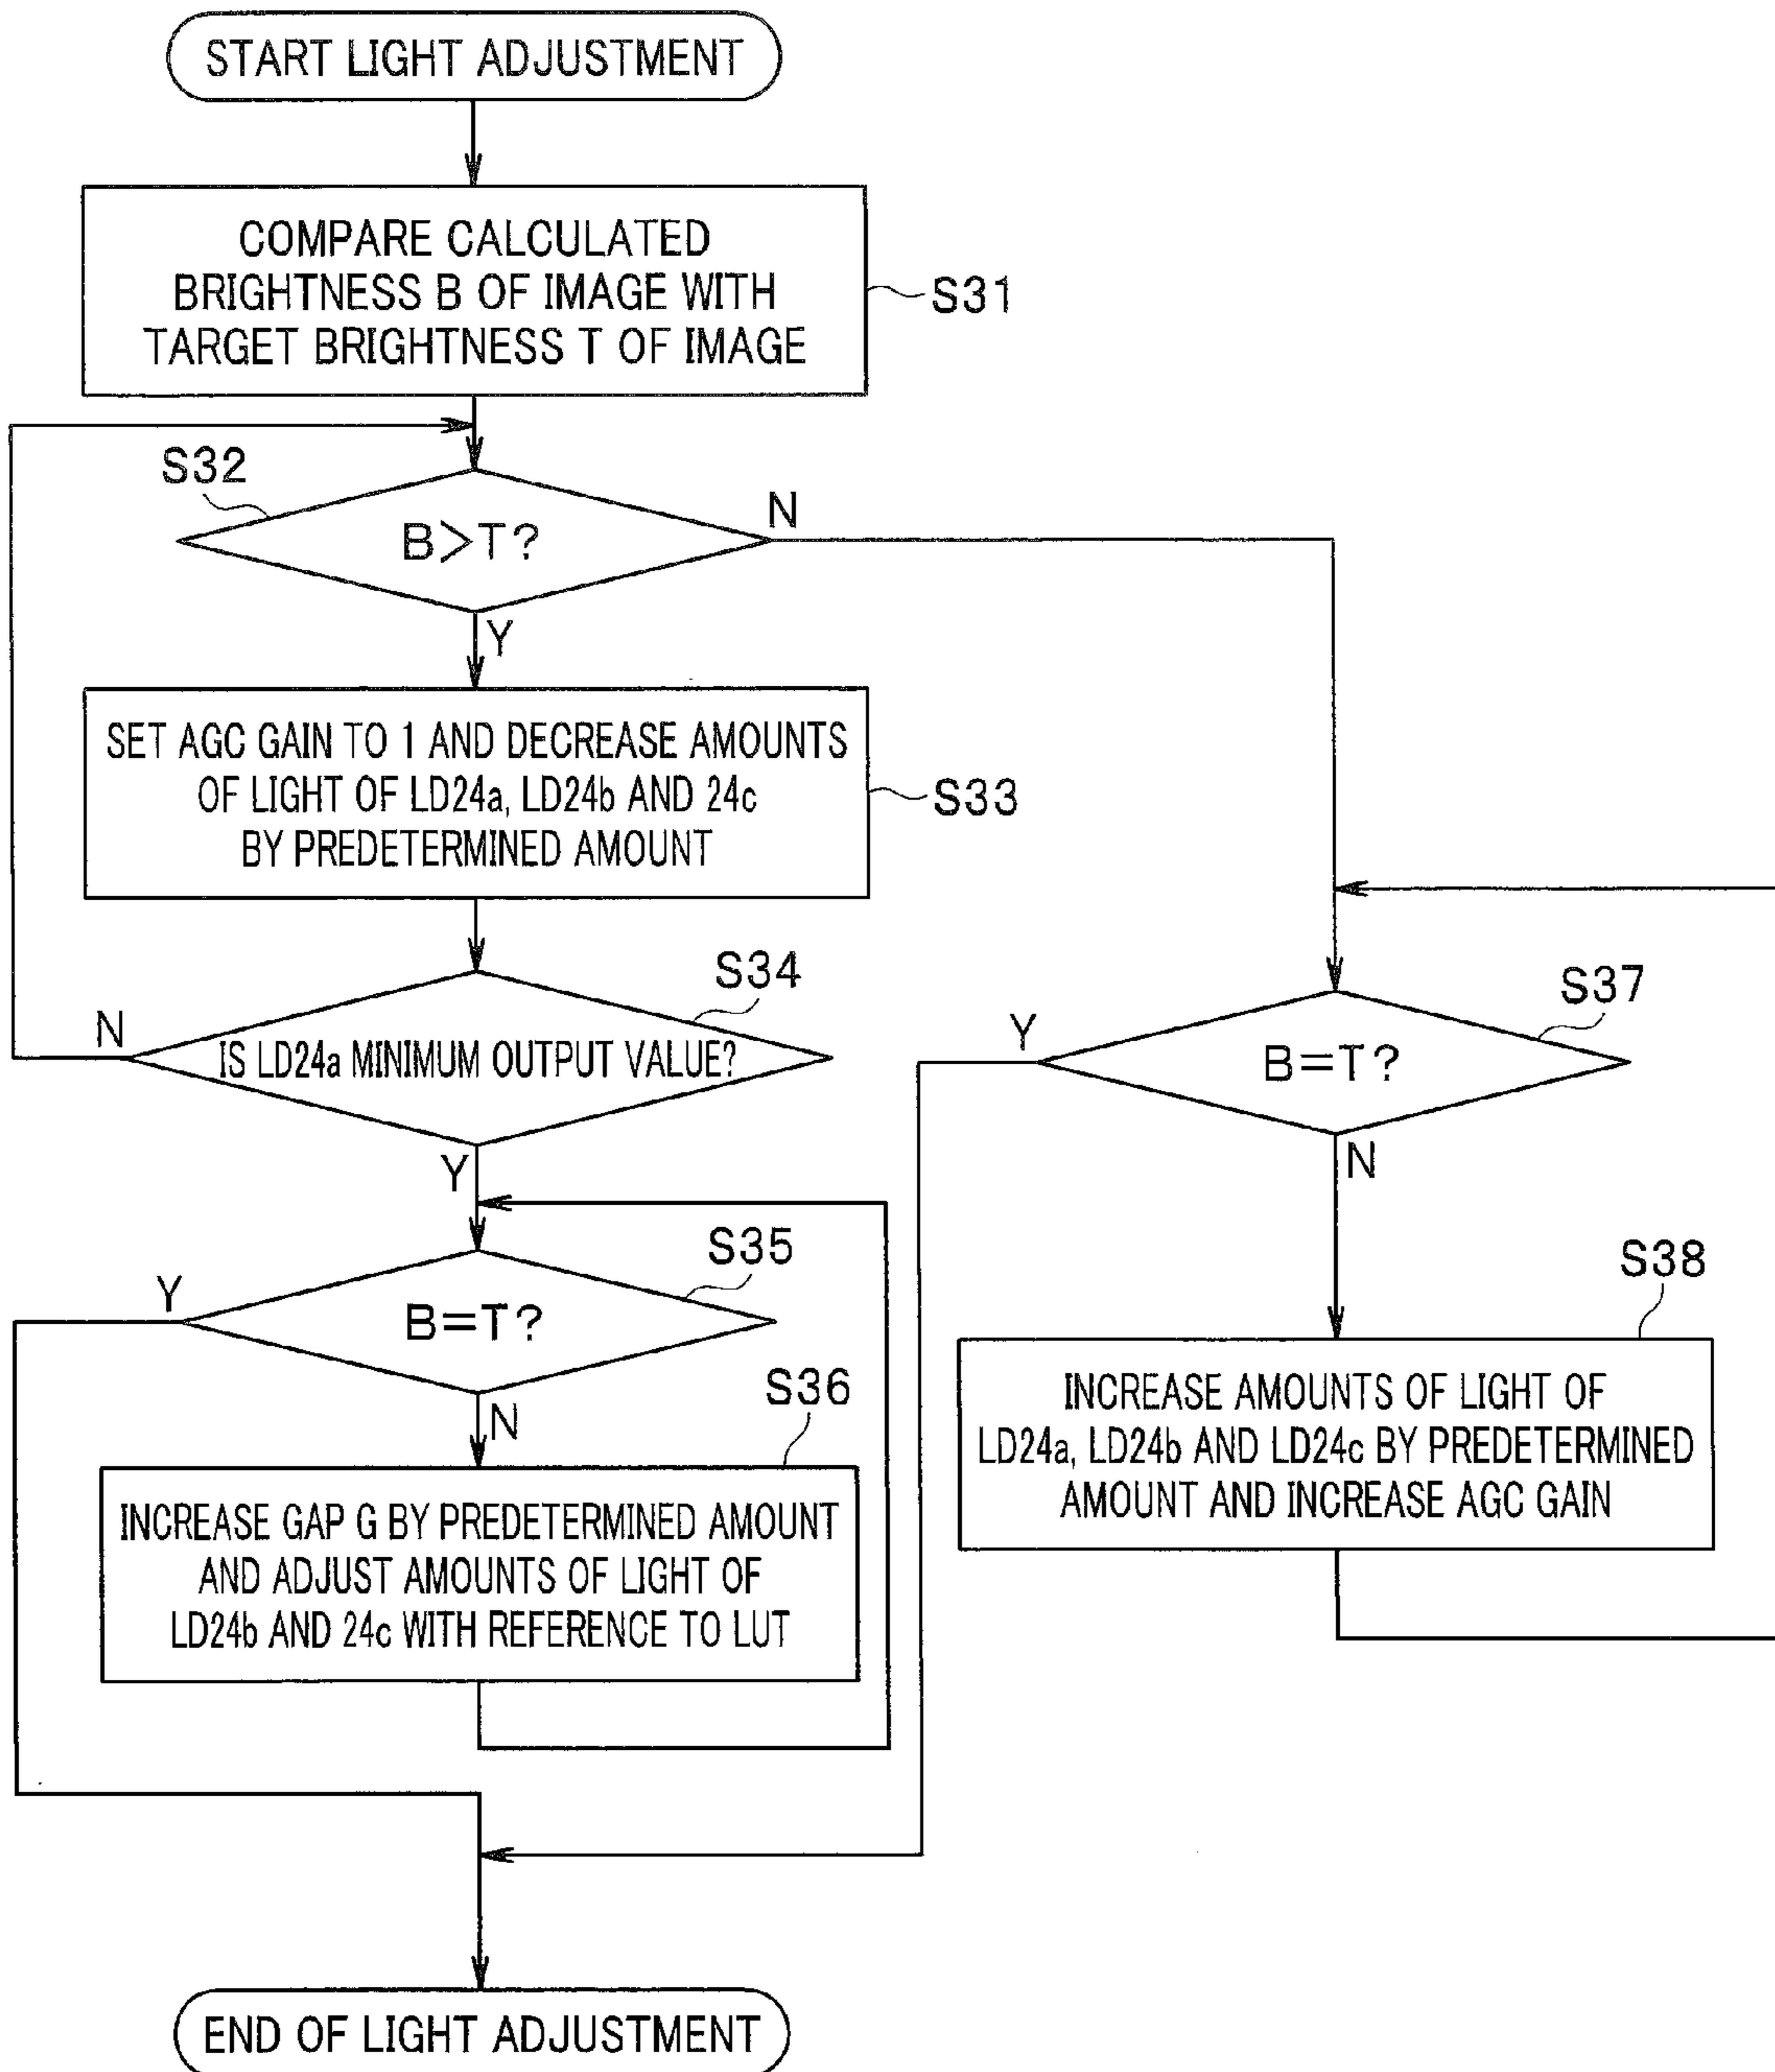 START LIGHT ADJUSTMENT
COMPARE CALCULATED
BRIGHTNESS B OF IMAGE WITH
TARGET BRIGHTNESS T OF IMAGE
S31
S32
B>T?
N
Y
SET AGC GAIN TO 1 AND DECREASE AMOUNTS
OF LIGHT OF LD24a, LD24b AND 24c
BY PREDETERMINED AMOUNT
S33
S34
N
IS LD24a MINIMUM OUTPUT VALUE?
Y
S35
Y
B=T?
N
S36
INCREASE GAP G BY PREDETERMINED AMOUNT
AND ADJUST AMOUNTS OF LIGHT OF
LD24b AND 24c WITH REFERENCE TO LUT
S37
Y
B=T?
N
S38
INCREASE AMOUNTS OF LIGHT OF
LD24a, LD24b AND LD24c BY PREDETERMINED
AMOUNT AND INCREASE AGC GAIN
END OF LIGHT ADJUSTMENT